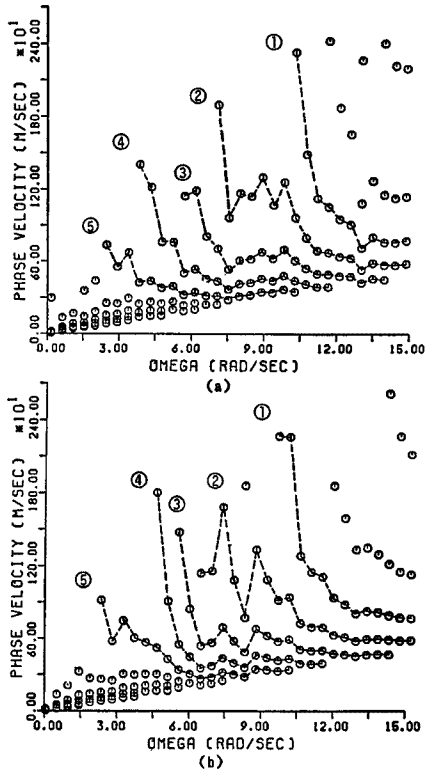 PHASE VELOCITY (M/SEC) *10¹
240.00
180.00
120.00
60.00
0.00
① ② ③ ④ ⑤
0.00 3.00 6.00 9.00 12.00 15.00
OMEGA (RAD/SEC)
(a)
PHASE VELOCITY (M/SEC) *10¹
240.00
180.00
120.00
60.00
0.00
① ② ③ ④ ⑤
0.00 3.00 6.00 9.00 12.00 15.00
OMEGA (RAD/SEC)
(b)